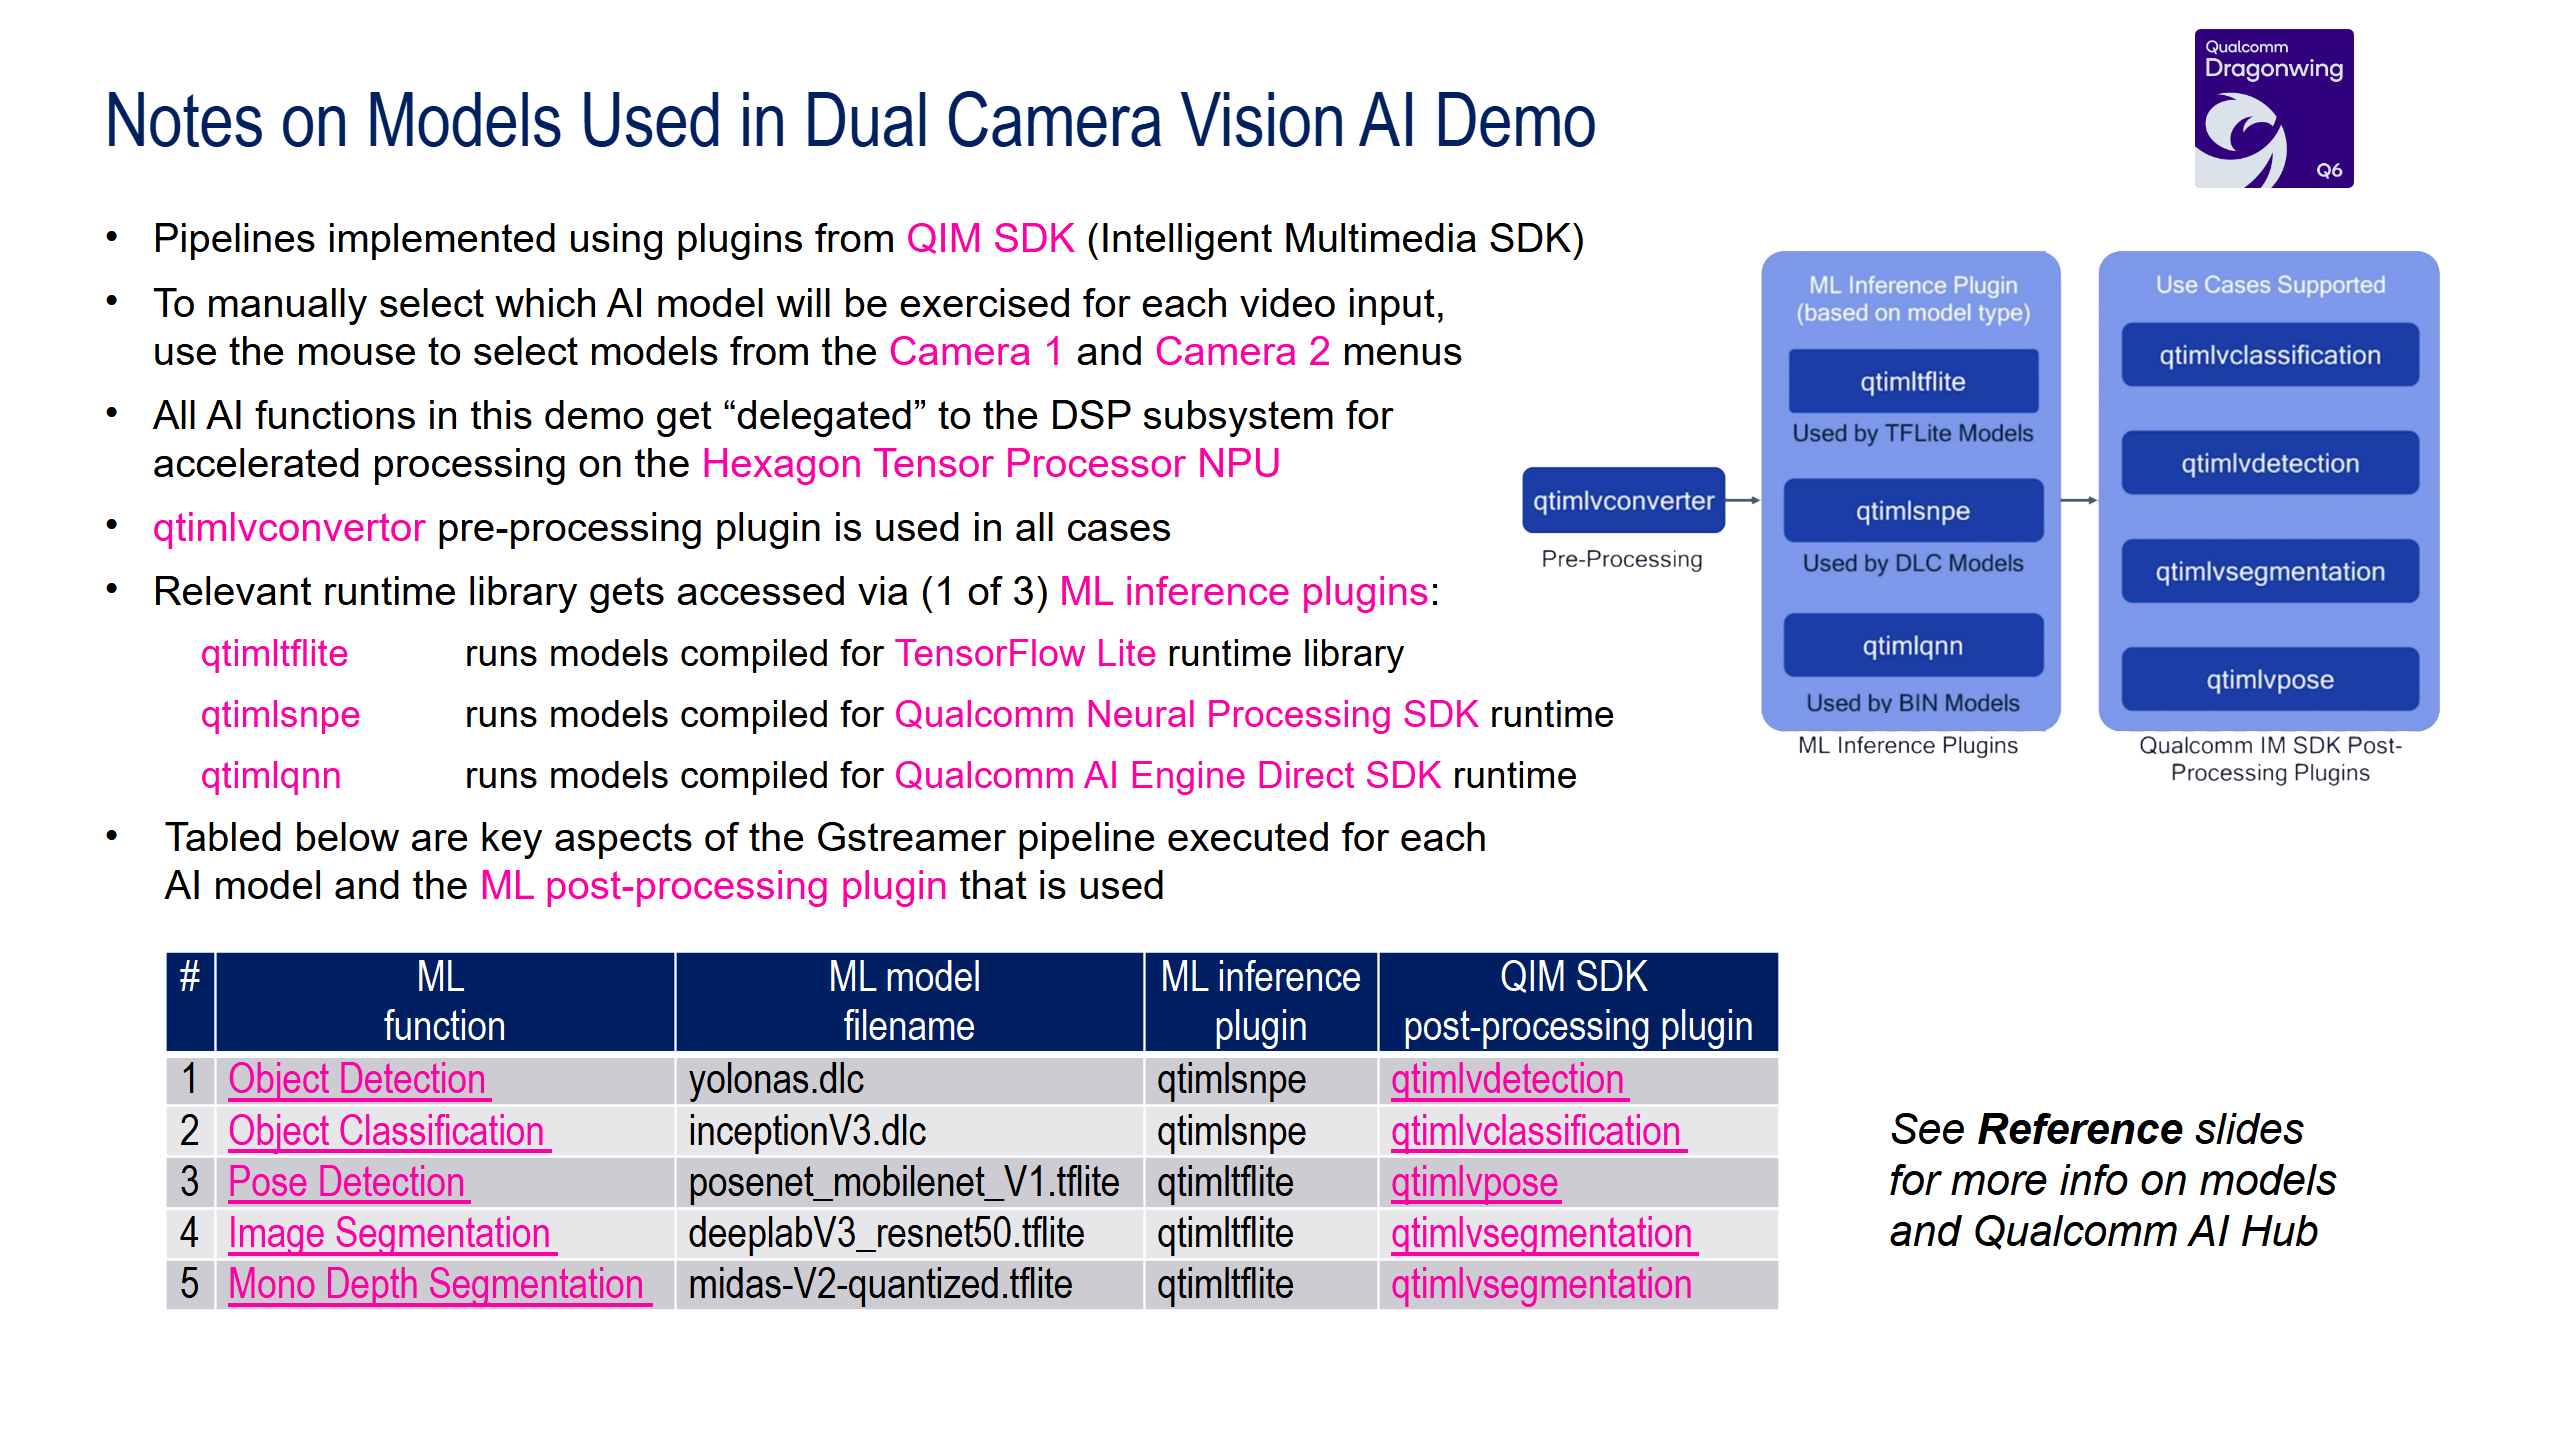 Qualcomm
Dragonwing
Q6
Notes on Models Used in Dual Camera Vision AI Demo
• Pipelines implemented using plugins from QIM SDK (Intelligent Multimedia SDK)
• To manually select which AI model will be exercised for each video input,
use the mouse to select models from the Camera 1 and Camera 2 menus
• All AI functions in this demo get “delegated” to the DSP subsystem for
accelerated processing on the Hexagon Tensor Processor NPU
• qtimlvconvertor pre-processing plugin is used in all cases
• Relevant runtime library gets accessed via (1 of 3) ML inference plugins:
qtimltflite runs models compiled for TensorFlow Lite runtime library
qtimlsnpe runs models compiled for Qualcomm Neural Processing SDK runtime
qtimlqnn runs models compiled for Qualcomm AI Engine Direct SDK runtime
• Tabled below are key aspects of the Gstreamer pipeline executed for each
AI model and the ML post-processing plugin that is used
qtimlvconverter
Pre-Processing
ML Inference Plugin
(based on model type)
qtimltflite
Used by TFLite Models
qtimlsnpe
Used by DLC Models
qtimlqnn
Used by BIN Models
ML Inference Plugins
Use Cases Supported
qtimlvclassification
qtimlvdetection
qtimlvsegmentation
qtimlvpose
Qualcomm IM SDK Post-
Processing Plugins
# ML function ML model filename ML inference plugin QIM SDK post-processing plugin
1 Object Detection yolonas.dlc qtimlsnpe qtimlvdetection
2 Object Classification inceptionV3.dlc qtimlsnpe qtimlvclassification
3 Pose Detection posenet_mobilenet_V1.tflite qtimltflite qtimlvpose
4 Image Segmentation deeplabV3_resnet50.tflite qtimltflite qtimlvsegmentation
5 Mono Depth Segmentation midas-V2-quantized.tflite qtimltflite qtimlvsegmentation
See Reference slides
for more info on models
and Qualcomm AI Hub